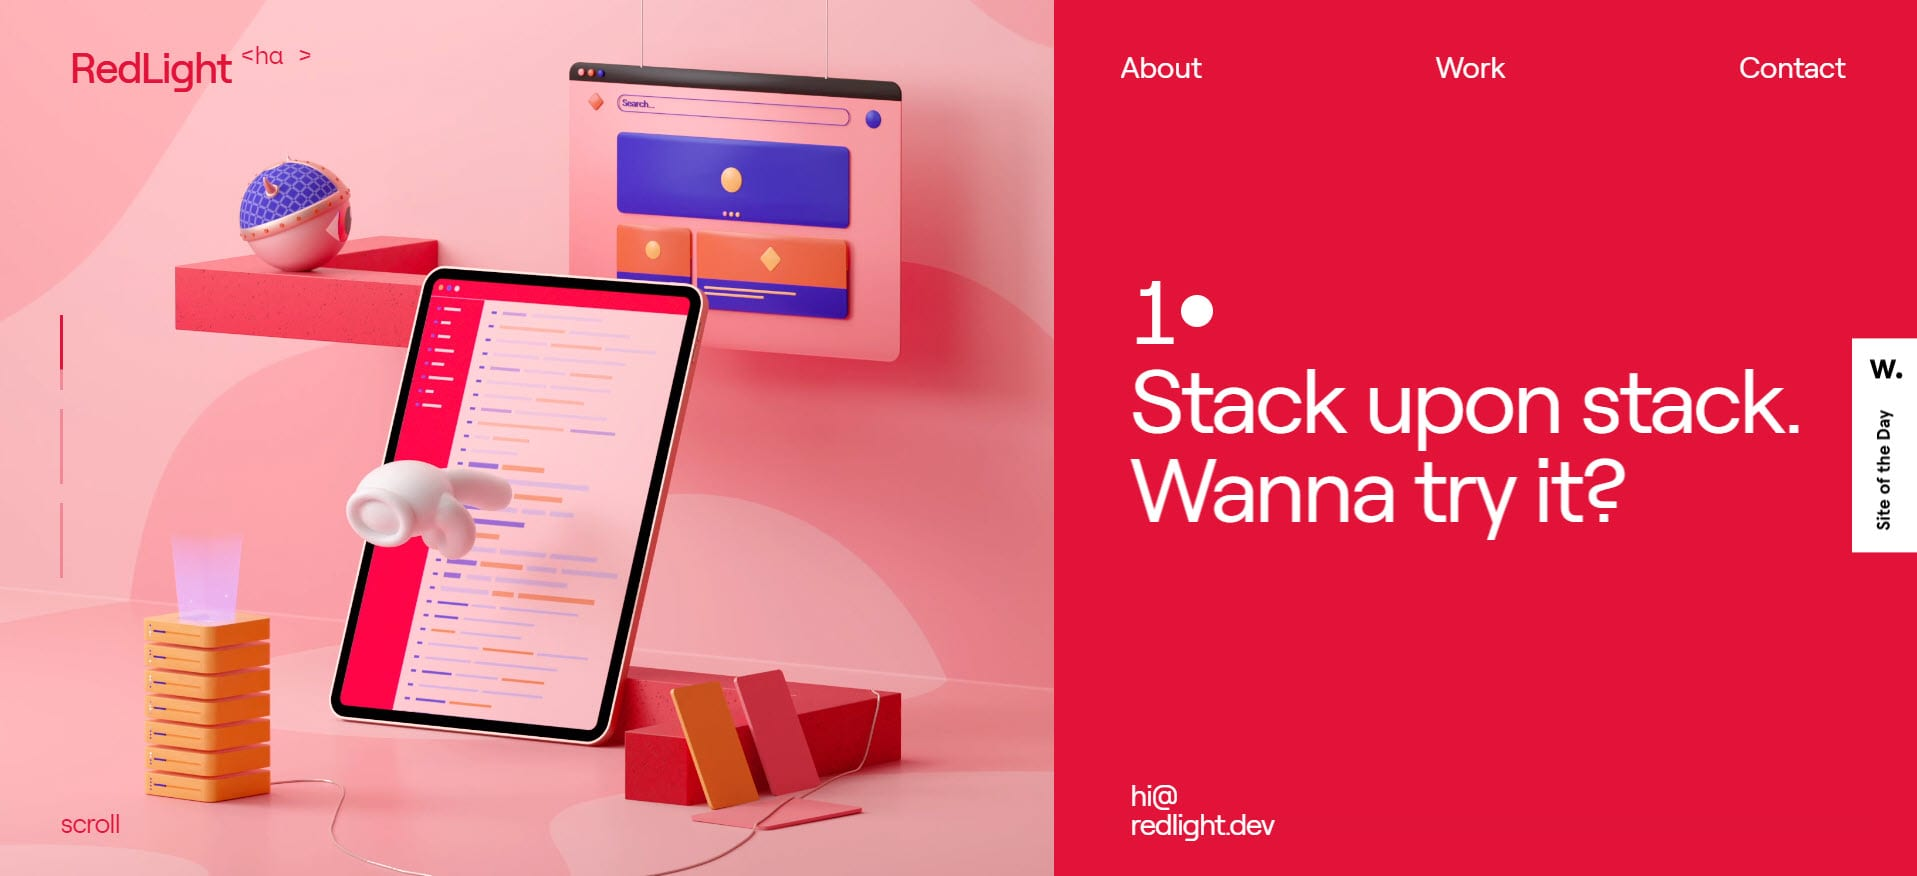 RedLight <ha >
About
Work
Contact
Search...
1
Stack upon stack.
Wanna try it?
W.
Site of the Day
scroll
hi@
redlight.dev